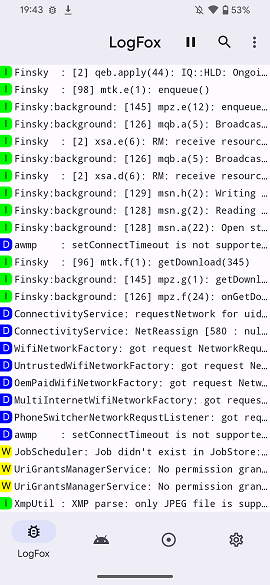 19:43
53%
LogFox
I Finsky  : [2] qeb.apply(44): IQ::HLD: Ongoi…
I Finsky  : [98] mtk.e(1): enqueue()
I Finsky:background: [145] mpz.e(12): enqueue…
I Finsky:background: [126] mqb.a(5): Broadcas…
I Finsky  : [2] xsa.e(6): RM: receive resourc…
I Finsky:background: [126] mqb.a(5): Broadcas…
I Finsky  : [2] xsa.d(6): RM: receive resourc…
I Finsky:background: [129] msn.h(2): Writing …
I Finsky:background: [128] msn.g(2): Reading …
I Finsky:background: [128] msn.a(22): Open st…
D awmp    : setConnectTimeout is not supporte…
I Finsky  : [96] mtk.f(1): getDownload(345)
I Finsky:background: [145] mpz.g(1): getDownl…
I Finsky:background: [126] mpz.f(24): onGetDo…
D ConnectivityService: requestNetwork for uid…
D ConnectivityService: NetReassign [580 : nul…
D WifiNetworkFactory: got request NetworkRequ…
D UntrustedWifiNetworkFactory: got request Ne…
D OemPaidWifiNetworkFactory: got request Netw…
D MultiInternetWifiNetworkFactory: got reques…
D PhoneSwitcherNetworkRequstListener: got req…
D awmp    : setConnectTimeout is not supporte…
W JobScheduler: Job didn't exist in JobStore:…
W UriGrantsManagerService: No permission gran…
W UriGrantsManagerService: No permission gran…
I XmpUtil : XMP parse: only JPEG file is supp…
LogFox